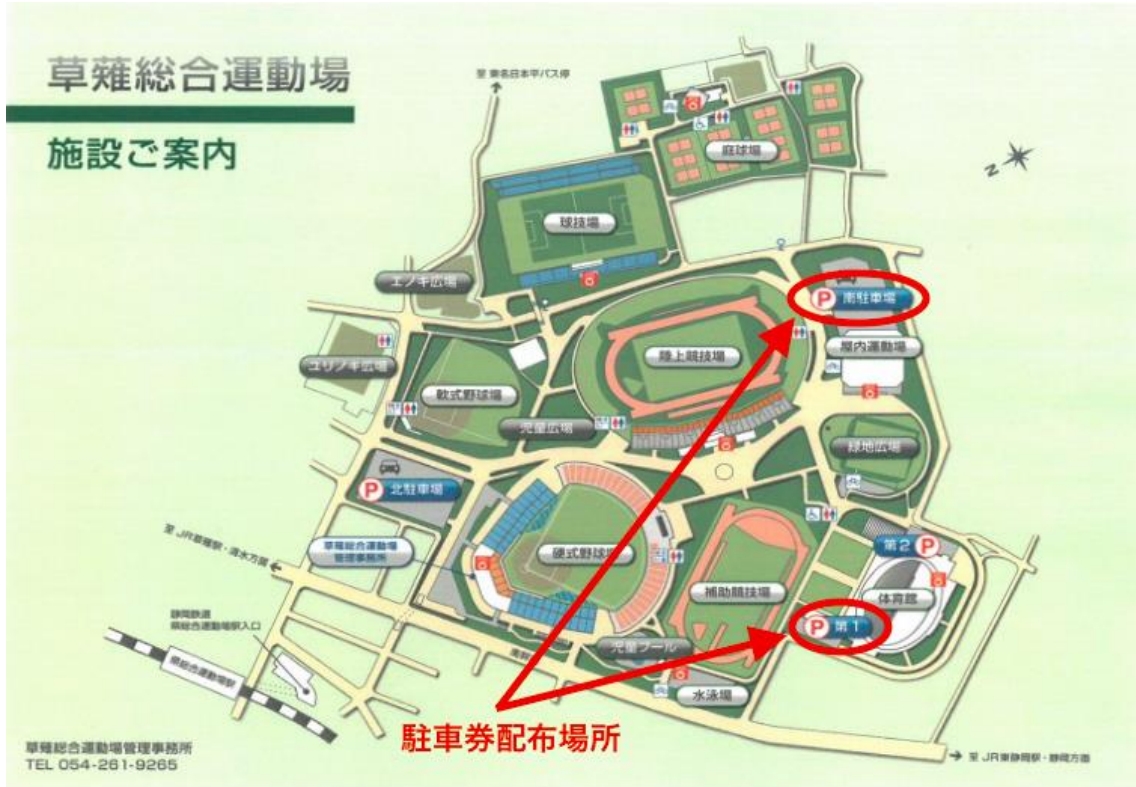 草薙総合運動場
施設ご案内
至 東名日本平バス停
庭球場
球技場
エノキ広場
P 南駐車場
ユリノキ広場
陸上競技場
屋内運動場
軟式野球場
児童広場
緑地広場
P 北駐車場
草薙総合運動場
管理事務所
硬式野球場
第2 P
至 JR草薙駅・清水方面
補助競技場
体育館
P 第1
静岡鉄道
県総合運動場駅入口
児童プール
県総合運動場駅
水泳場
駐車券配布場所
草薙総合運動場管理事務所
TEL 054-261-9265
至 JR東静岡駅・静岡方面